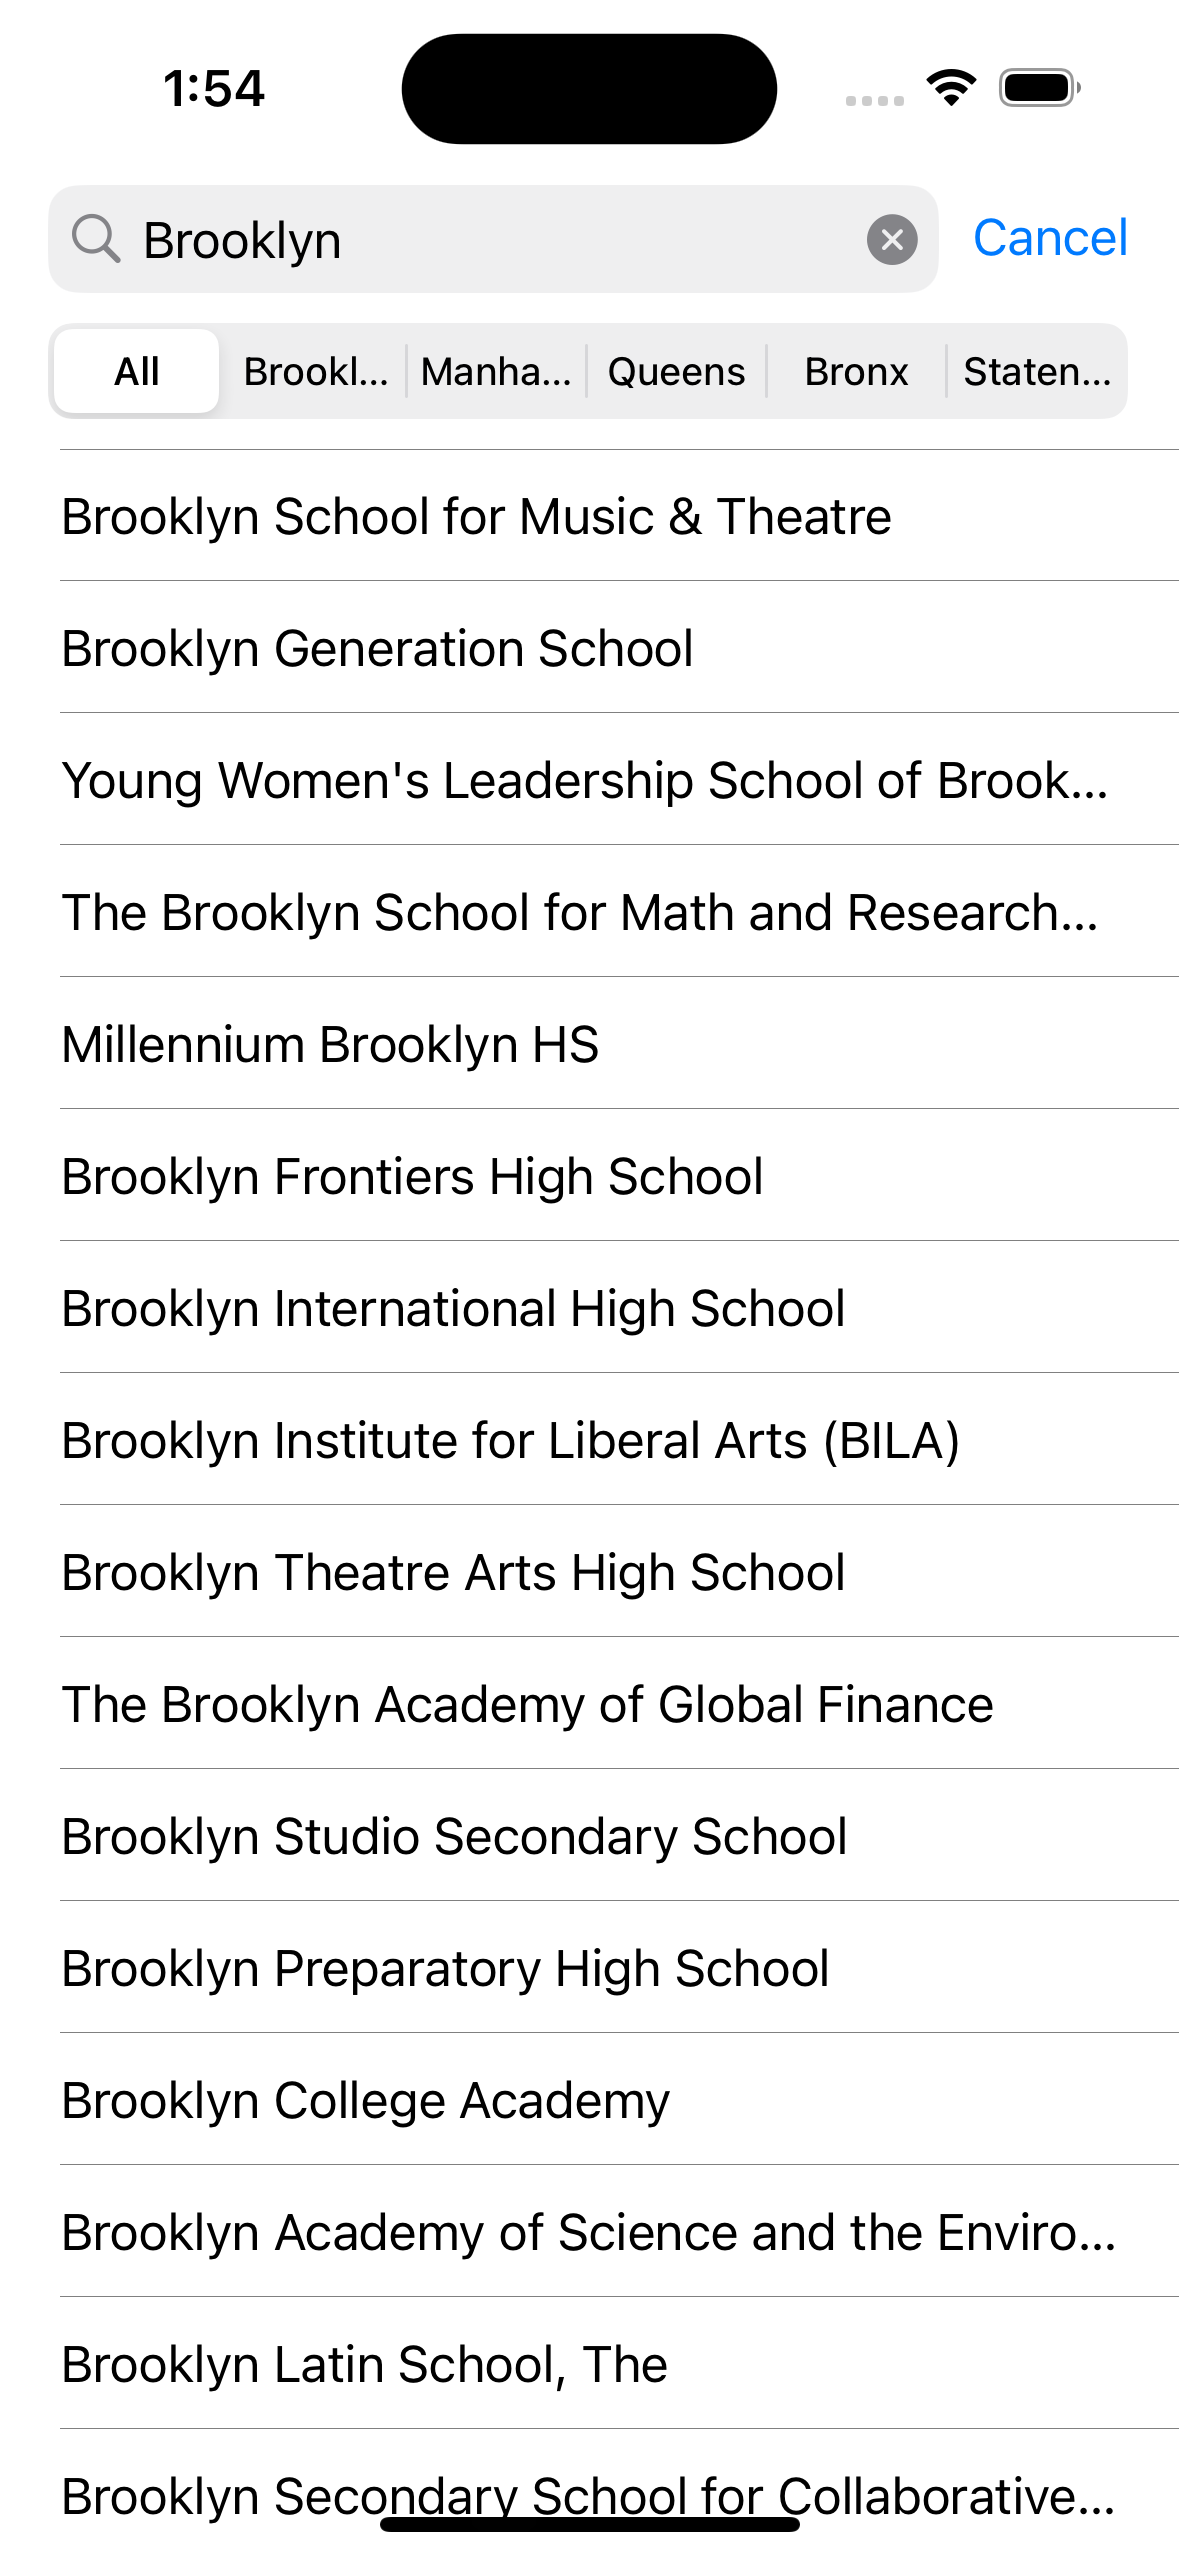 1:54
Brooklyn
Cancel
All Brookl... Manha... Queens Bronx Staten...
Brooklyn School for Music & Theatre
Brooklyn Generation School
Young Women's Leadership School of Brook...
The Brooklyn School for Math and Research...
Millennium Brooklyn HS
Brooklyn Frontiers High School
Brooklyn International High School
Brooklyn Institute for Liberal Arts (BILA)
Brooklyn Theatre Arts High School
The Brooklyn Academy of Global Finance
Brooklyn Studio Secondary School
Brooklyn Preparatory High School
Brooklyn College Academy
Brooklyn Academy of Science and the Enviro...
Brooklyn Latin School, The
Brooklyn Secondary School for Collaborative...